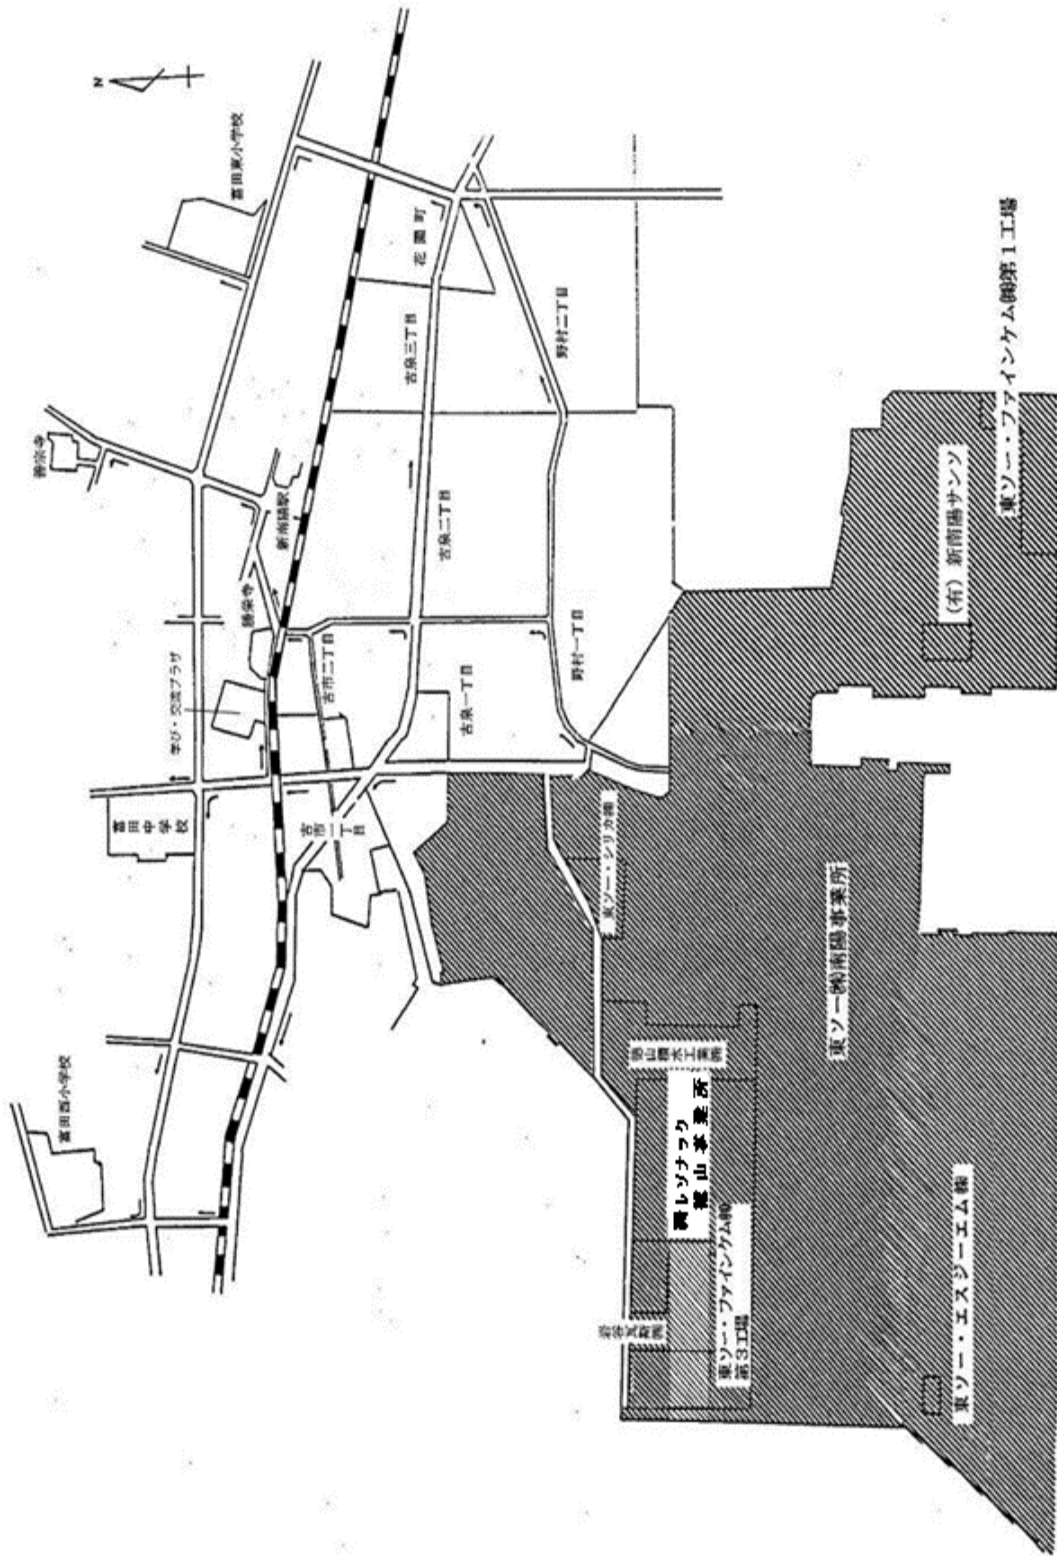 N
富田東小学校
善宗寺
新南陽駅
勝栄寺
学び・交流プラザ
富田中学校
富田西小学校
花園町
古泉三丁目
古泉二丁目
古泉一丁目
古市二丁目
古市一丁目
野村二丁目
野村一丁目
東ソー・シリカ㈱
徳山積水工業㈱
㈱レゾナック
徳山事業所
東ソー・ファインケム㈱
第3工場
東ソー㈱南陽事業所
(有)新南陽サンソ
東ソー・ファインケム㈱第1工場
東ソー・エスジーエム㈱